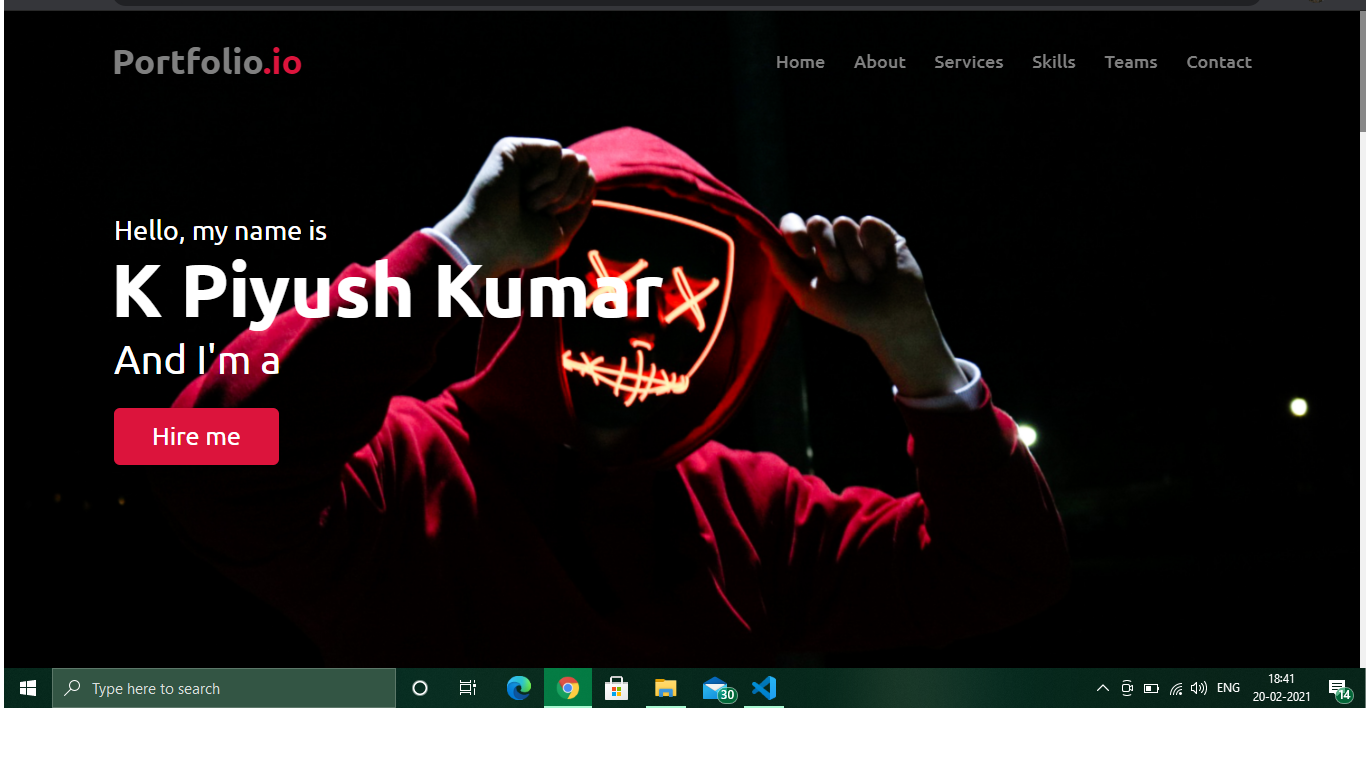 Portfolio.io
Home About Services Skills Teams Contact
Hello, my name is
K Piyush Kumar
And I'm a
Hire me
Type here to search
30
ENG
18:41
20-02-2021
14